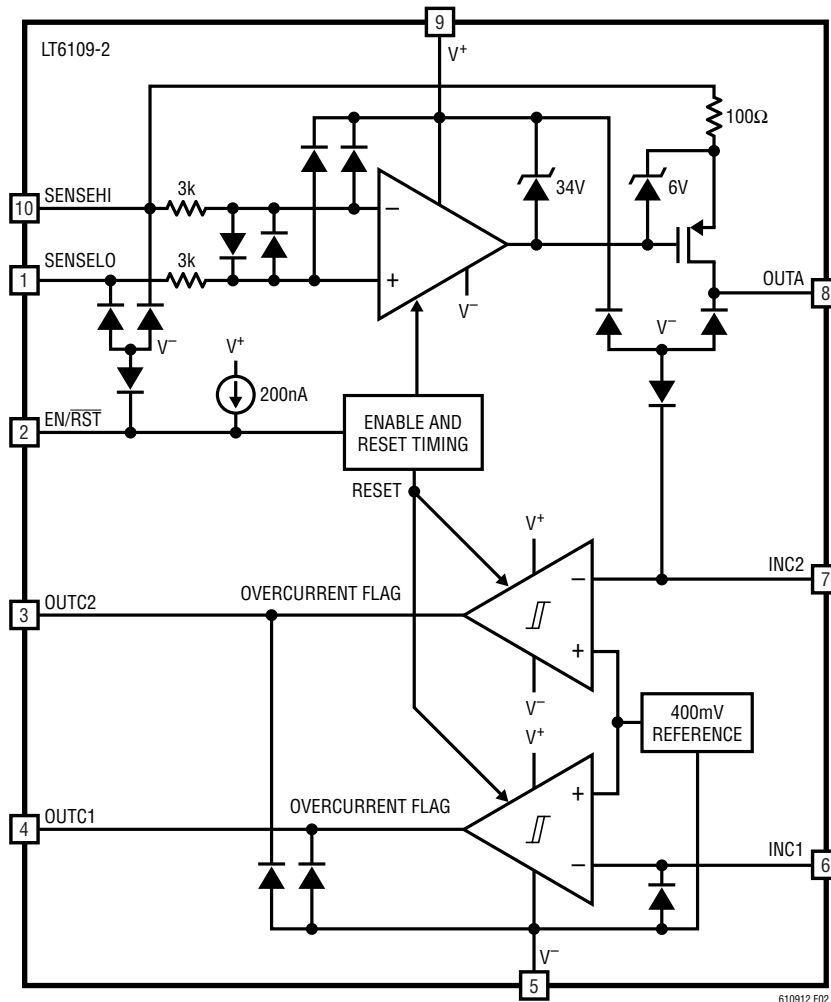 9
LT6109-2
V+
100Ω
34V
6V
10
SENSEHI
3k
−
1
SENSELO
3k
+
V−
OUTA
8
V−
V−
V+
200nA
2
EN/RST
ENABLE AND
RESET TIMING
RESET
V+
−
INC2
7
3
OUTC2
OVERCURRENT FLAG
+
V−
400mV
REFERENCE
V+
+
4
OUTC1
OVERCURRENT FLAG
−
INC1
6
V−
5
610912 F02